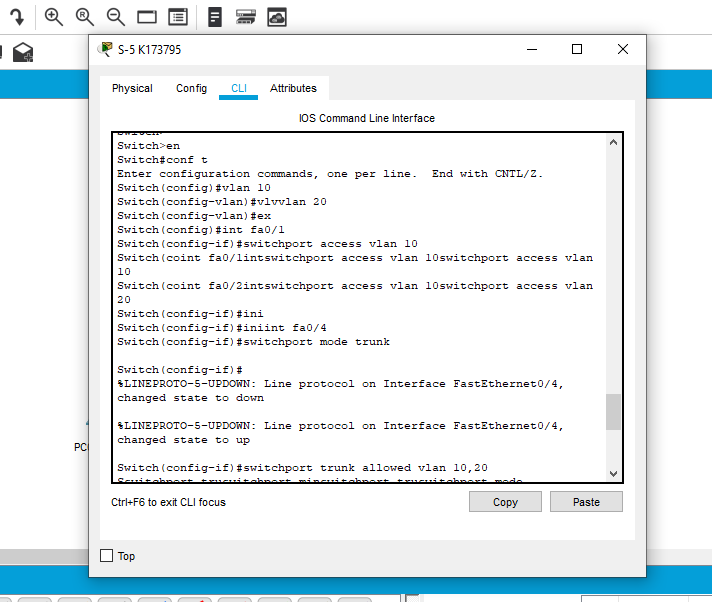 S-5 K173795
Physical Config CLI Attributes
IOS Command Line Interface
Switch>
Switch>en
Switch#conf t
Enter configuration commands, one per line.  End with CNTL/Z.
Switch(config)#vlan 10
Switch(config-vlan)#vlvvlan 20
Switch(config-vlan)#ex
Switch(config)#int fa0/1
Switch(config-if)#switchport access vlan 10
Switch(coint fa0/1intswitchport access vlan 10switchport access vlan
10
Switch(coint fa0/2intswitchport access vlan 10switchport access vlan
20
Switch(config-if)#ini
Switch(config-if)#iniint fa0/4
Switch(config-if)#switchport mode trunk
Switch(config-if)#
%LINEPROTO-5-UPDOWN: Line protocol on Interface FastEthernet0/4,
changed state to down
%LINEPROTO-5-UPDOWN: Line protocol on Interface FastEthernet0/4,
changed state to up
Switch(config-if)#switchport trunk allowed vlan 10,20
PC
Ctrl+F6 to exit CLI focus
Copy Paste
Top